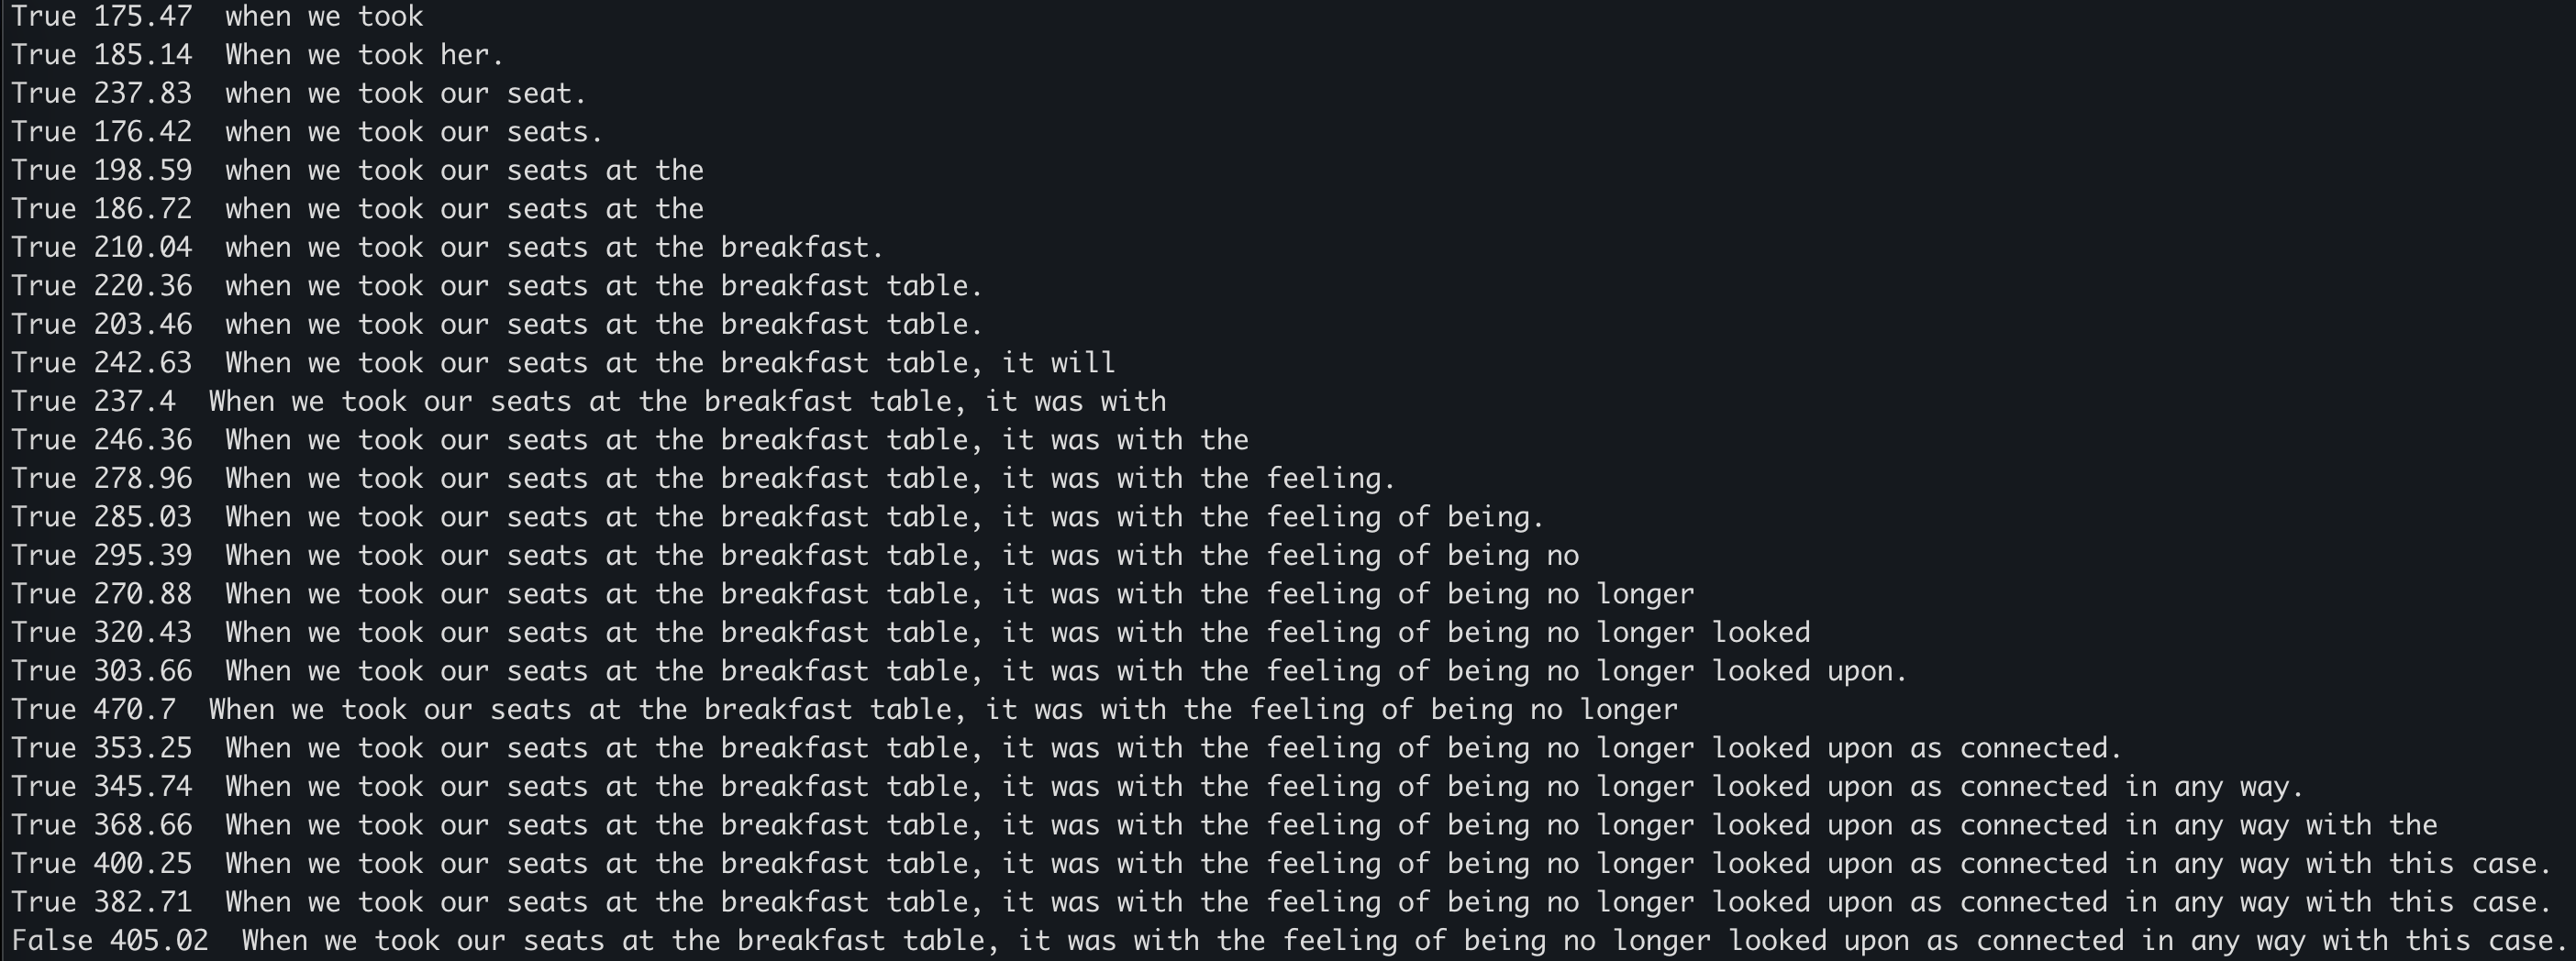 True 175.47  when we took
True 185.14  When we took her.
True 237.83  when we took our seat.
True 176.42  when we took our seats.
True 198.59  when we took our seats at the
True 186.72  when we took our seats at the
True 210.04  when we took our seats at the breakfast.
True 220.36  when we took our seats at the breakfast table.
True 203.46  when we took our seats at the breakfast table.
True 242.63  When we took our seats at the breakfast table, it will
True 237.4  When we took our seats at the breakfast table, it was with
True 246.36  When we took our seats at the breakfast table, it was with the
True 278.96  When we took our seats at the breakfast table, it was with the feeling.
True 285.03  When we took our seats at the breakfast table, it was with the feeling of being.
True 295.39  When we took our seats at the breakfast table, it was with the feeling of being no
True 270.88  When we took our seats at the breakfast table, it was with the feeling of being no longer
True 320.43  When we took our seats at the breakfast table, it was with the feeling of being no longer looked
True 303.66  When we took our seats at the breakfast table, it was with the feeling of being no longer looked upon.
True 470.7  When we took our seats at the breakfast table, it was with the feeling of being no longer
True 353.25  When we took our seats at the breakfast table, it was with the feeling of being no longer looked upon as connected.
True 345.74  When we took our seats at the breakfast table, it was with the feeling of being no longer looked upon as connected in any way.
True 368.66  When we took our seats at the breakfast table, it was with the feeling of being no longer looked upon as connected in any way with the
True 400.25  When we took our seats at the breakfast table, it was with the feeling of being no longer looked upon as connected in any way with this case.
True 382.71  When we took our seats at the breakfast table, it was with the feeling of being no longer looked upon as connected in any way with this case.
False 405.02  When we took our seats at the breakfast table, it was with the feeling of being no longer looked upon as connected in any way with this case.